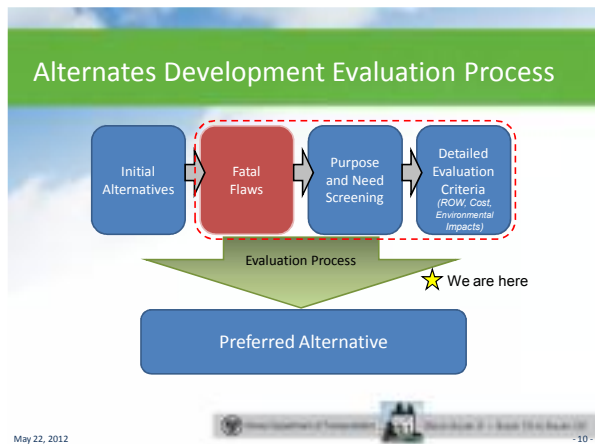 Alternates Development Evaluation Process
Initial
Alternatives
Fatal
Flaws
Purpose
and Need
Screening
Detailed
Evaluation
Criteria
(ROW, Cost,
Environmental
Impacts)
Evaluation Process
We are here
Preferred Alternative
May 22, 2012
- 10 -